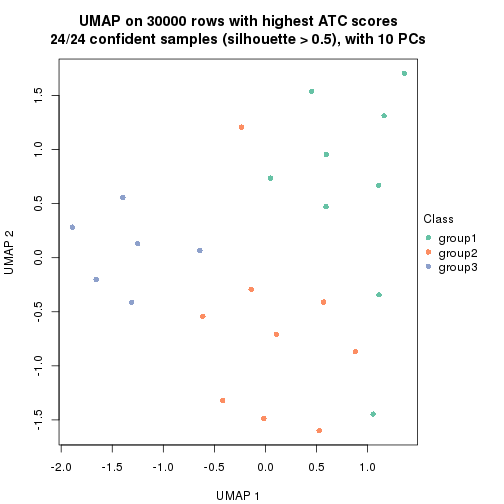 UMAP on 30000 rows with highest ATC scores
24/24 confident samples (silhouette > 0.5), with 10 PCs
UMAP 2
1.5
1.0
0.5
0.0
-0.5
-1.0
-1.5
-2.0 -1.5 -1.0 -0.5 0.0 0.5 1.0
UMAP 1
Class
group1
group2
group3